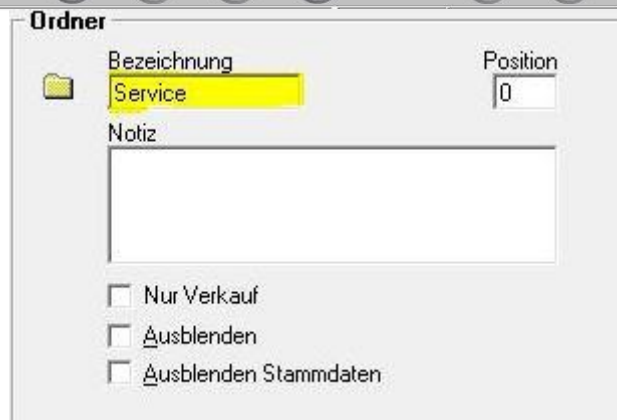 Ordner
Bezeichnung Position
Service 0
Notiz
Nur Verkauf
Ausblenden
Ausblenden Stammdaten